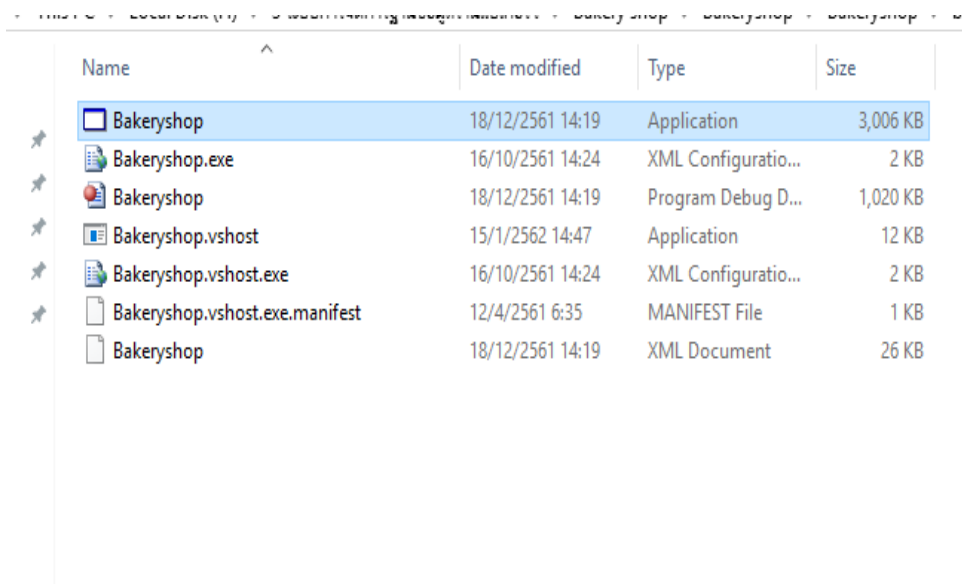 Name Date modified Type Size
Bakeryshop 18/12/2561 14:19 Application 3,006 KB
Bakeryshop.exe 16/10/2561 14:24 XML Configuratio... 2 KB
Bakeryshop 18/12/2561 14:19 Program Debug D... 1,020 KB
Bakeryshop.vshost 15/1/2562 14:47 Application 12 KB
Bakeryshop.vshost.exe 16/10/2561 14:24 XML Configuratio... 2 KB
Bakeryshop.vshost.exe.manifest 12/4/2561 6:35 MANIFEST File 1 KB
Bakeryshop 18/12/2561 14:19 XML Document 26 KB